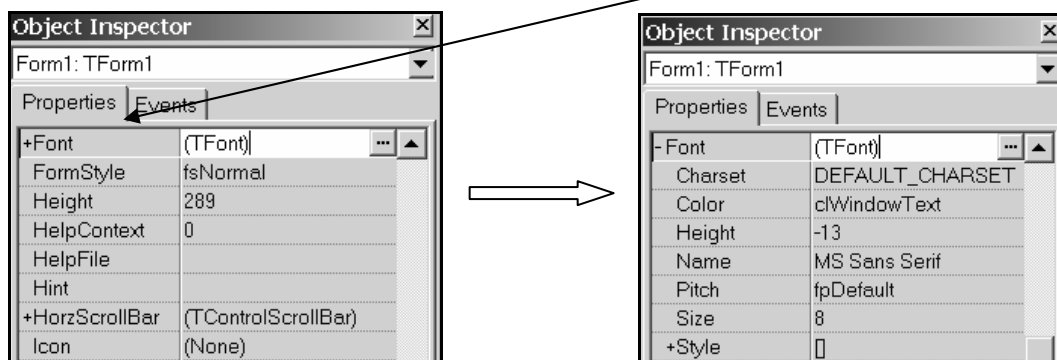 Object Inspector
Form1: TForm1
Properties Events
+Font (TFont)
FormStyle fsNormal
Height 289
HelpContext 0
HelpFile
Hint
+HorzScrollBar (TControlScrollBar)
Icon (None)
Object Inspector
Form1: TForm1
Properties Events
- Font (TFont)
Charset DEFAULT_CHARSET
Color clWindowText
Height -13
Name MS Sans Serif
Pitch fpDefault
Size 8
+Style []